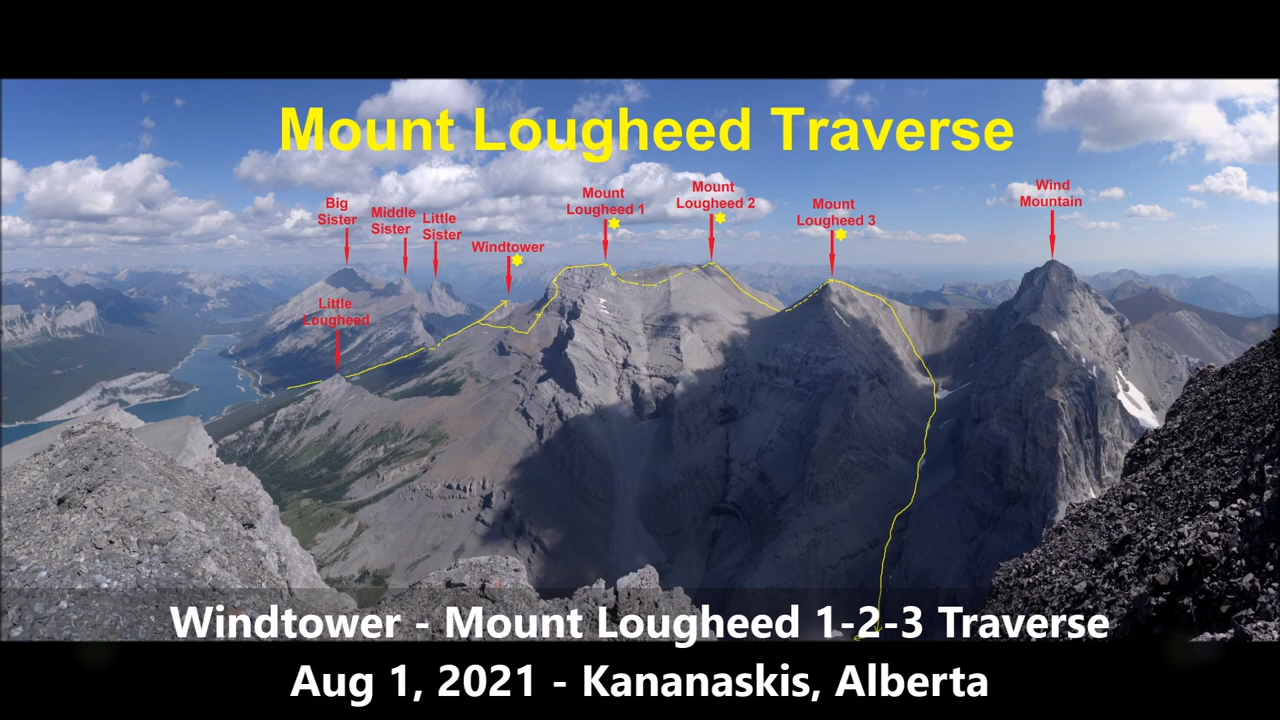 Mount Lougheed Traverse
Big
Sister
Middle
Sister
Little
Sister
Windtower
Mount
Lougheed 1
Mount
Lougheed 2
Mount
Lougheed 3
Wind
Mountain
Little
Lougheed
Windtower - Mount Lougheed 1-2-3 Traverse
Aug 1, 2021 - Kananaskis, Alberta